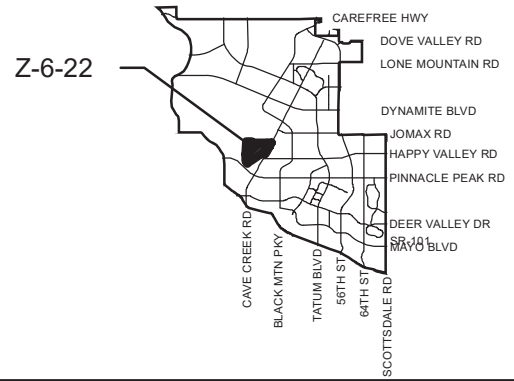 CAREFREE HWY
DOVE VALLEY RD
Z-6-22
LONE MOUNTAIN RD
DYNAMITE BLVD
JOMAX RD
HAPPY VALLEY RD
PINNACLE PEAK RD
DEER VALLEY DR
SR-101
MAYO BLVD
CAVE CREEK RD
BLACK MTN PKY
TATUM BLVD
56TH ST
64TH ST
SCOTTSDALE RD